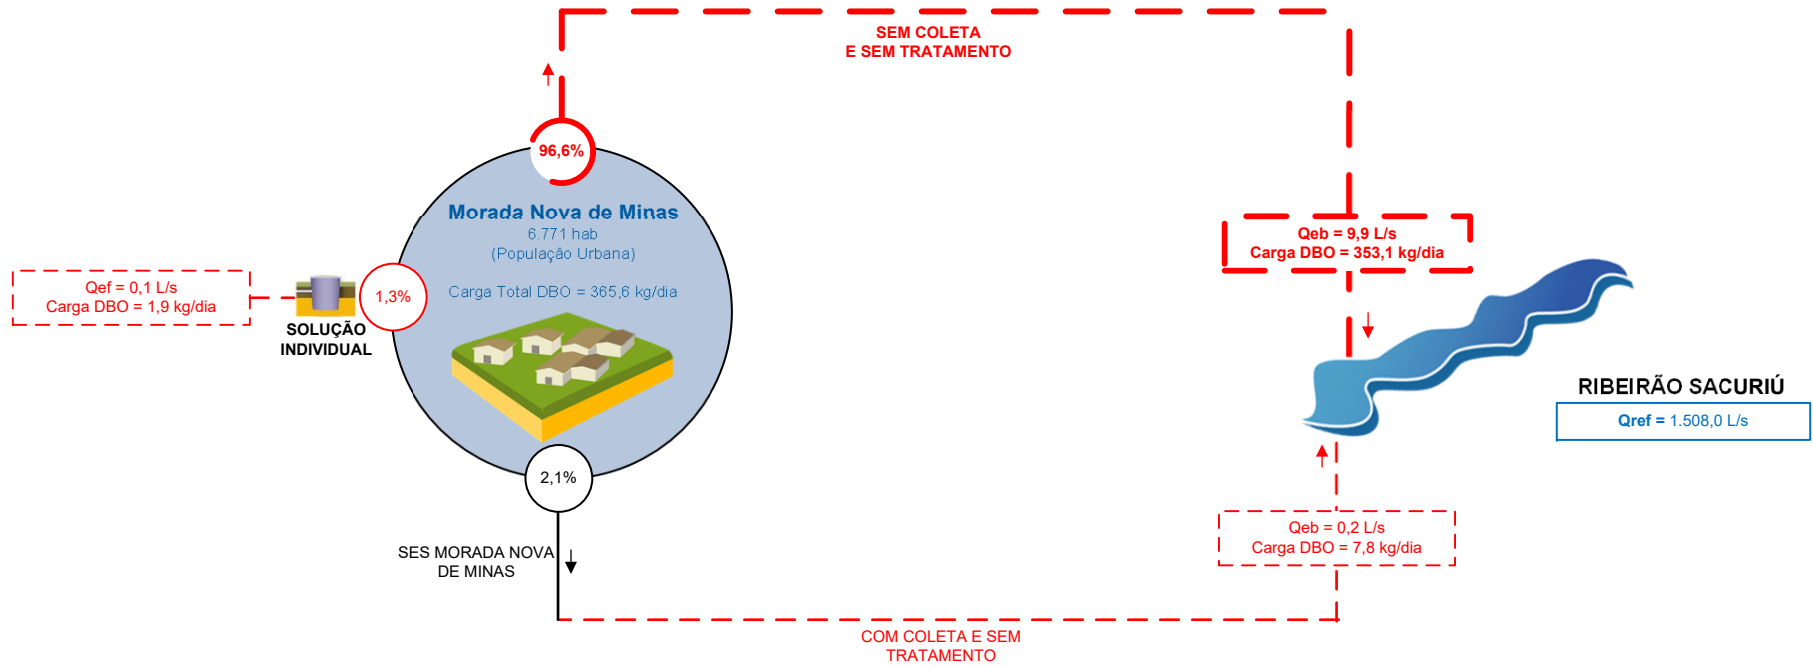 SEM COLETA
E SEM TRATAMENTO
96,6%
Morada Nova de Minas
6.771 hab
(População Urbana)
Carga Total DBO = 365,6 kg/dia
Qef = 0,1 L/s
Carga DBO = 1,9 kg/dia
1,3%
SOLUÇÃO
INDIVIDUAL
Qeb = 9,9 L/s
Carga DBO = 353,1 kg/dia
RIBEIRÃO SACURIÚ
Qref = 1.508,0 L/s
2,1%
SES MORADA NOVA
DE MINAS
Qeb = 0,2 L/s
Carga DBO = 7,8 kg/dia
COM COLETA E SEM
TRATAMENTO